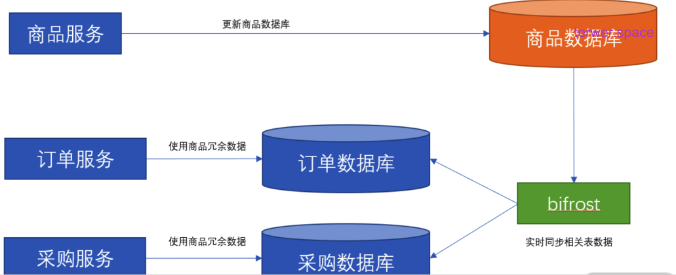 商品服务
更新商品数据库
商品数据库
订单服务
使用商品冗余数据
订单数据库
bifrost
实时同步相关表数据
采购服务
使用商品冗余数据
采购数据库